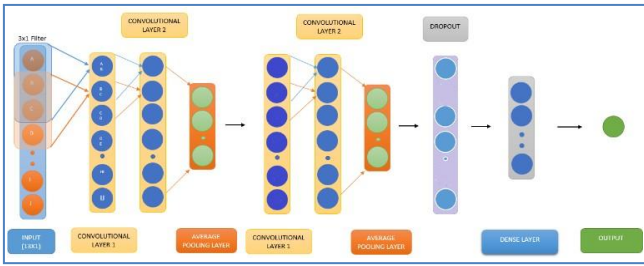 CONVOLUTIONAL
LAYER 2
CONVOLUTIONAL
LAYER 2
DROPOUT
3x1 Filter
INPUT
[13X1]
CONVOLUTIONAL
LAYER 1
AVERAGE
POOLING LAYER
CONVOLUTIONAL
LAYER 1
AVERAGE
POOLING LAYER
DENSE LAYER
OUTPUT